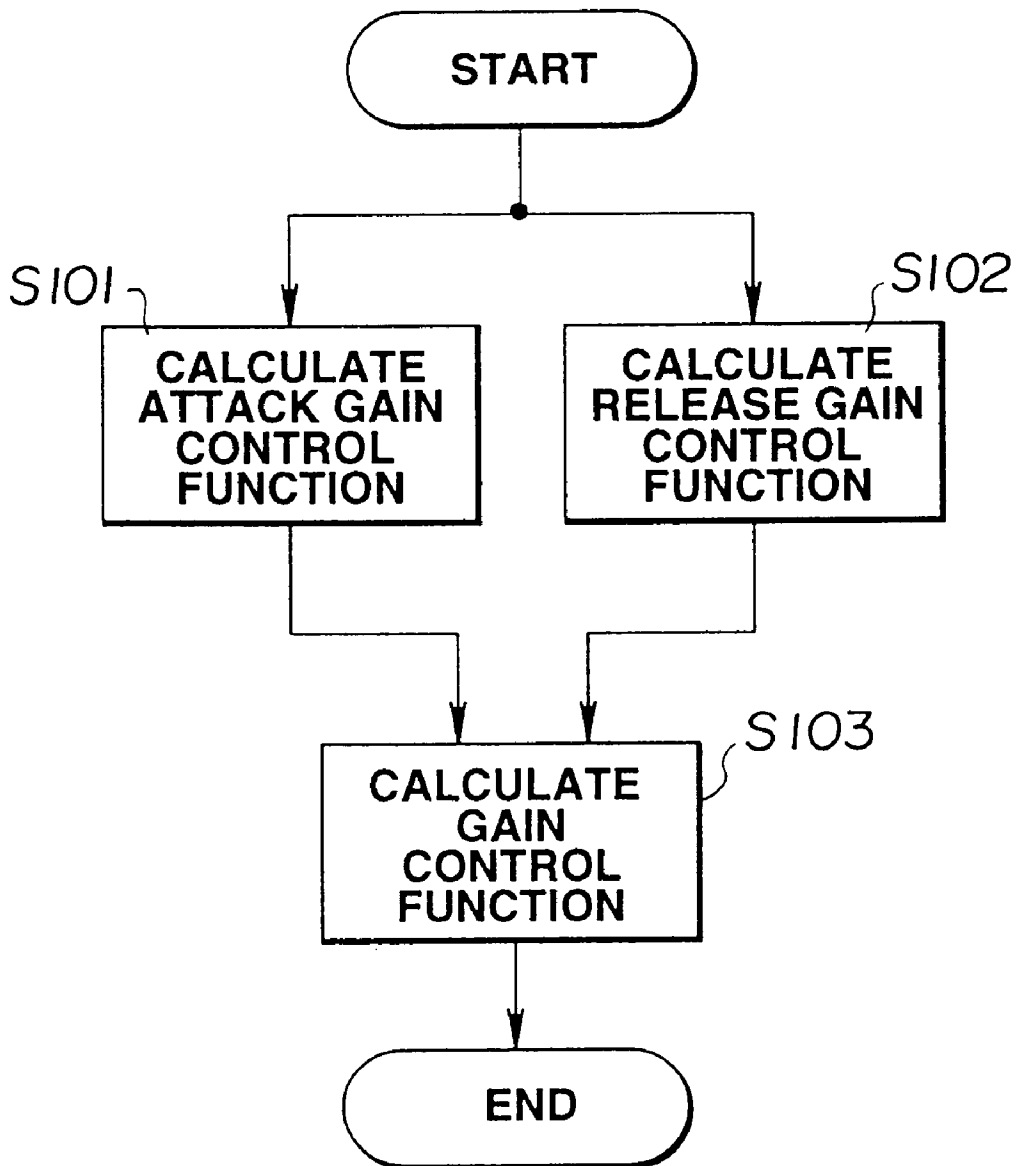 START
S101
CALCULATE
ATTACK GAIN
CONTROL
FUNCTION
S102
CALCULATE
RELEASE GAIN
CONTROL
FUNCTION
S103
CALCULATE
GAIN
CONTROL
FUNCTION
END